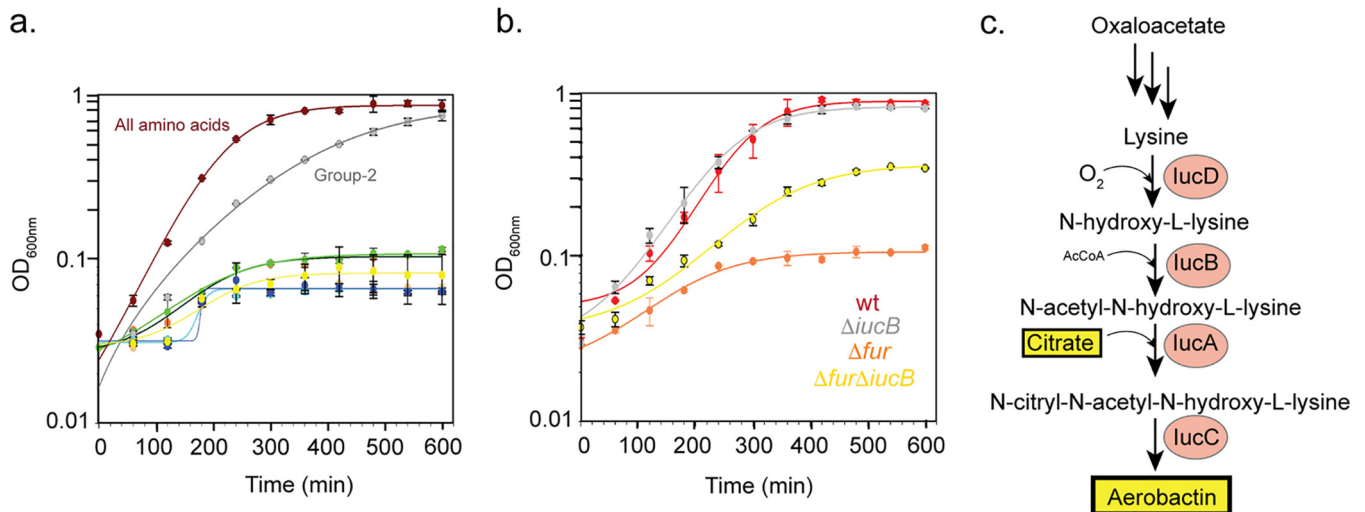 a.
1
0.1
0.01
OD600nm
All amino acids
Group-2
0 100 200 300 400 500 600
Time (min)
b.
1
0.1
0.01
OD600nm
wt
ΔiucB
Δfur
ΔfurΔiucB
0 100 200 300 400 500 600
Time (min)
c.
Oxaloacetate
Lysine
O2
IucD
N-hydroxy-L-lysine
AcCoA
IucB
N-acetyl-N-hydroxy-L-lysine
Citrate
IucA
N-citryl-N-acetyl-N-hydroxy-L-lysine
IucC
Aerobactin